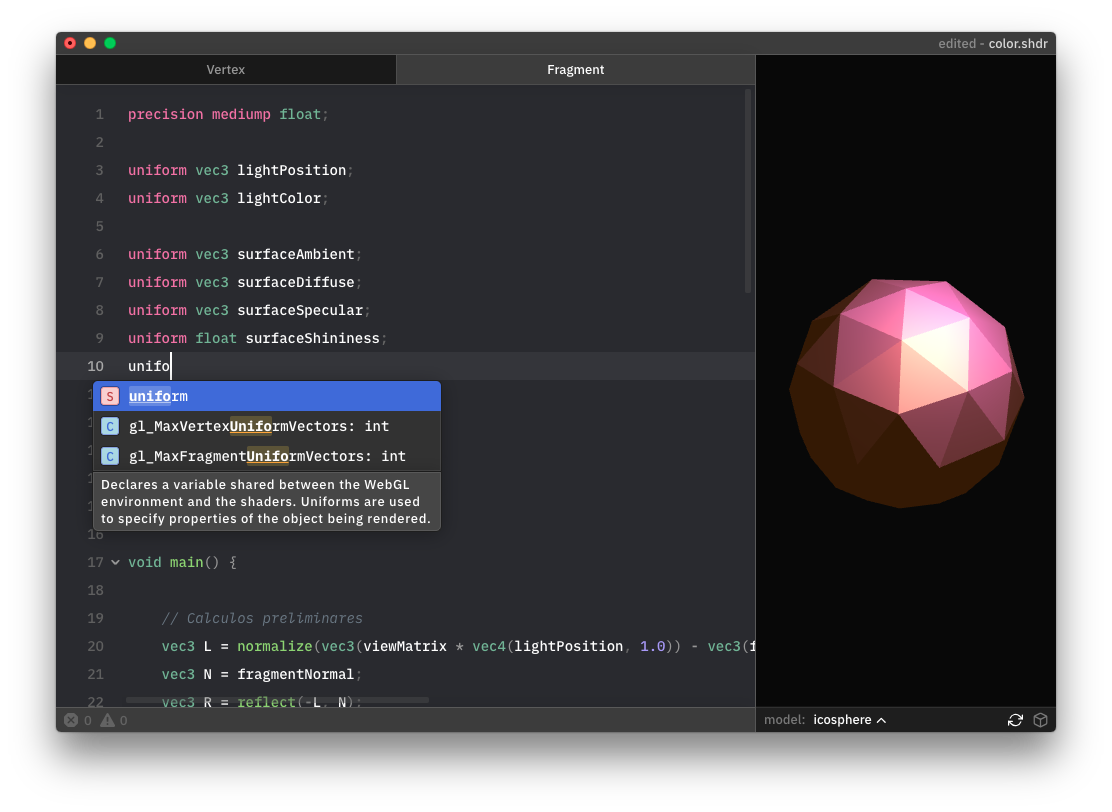 edited - color.shdr
Vertex
Fragment
1 precision mediump float;
2
3 uniform vec3 lightPosition;
4 uniform vec3 lightColor;
5
6 uniform vec3 surfaceAmbient;
7 uniform vec3 surfaceDiffuse;
8 uniform vec3 surfaceSpecular;
9 uniform float surfaceShininess;
10 unifo
S uniform
C gl_MaxVertexUniformVectors: int
C gl_MaxFragmentUniformVectors: int
Declares a variable shared between the WebGL
environment and the shaders. Uniforms are used
to specify properties of the object being rendered.
16
17 void main() {
18
19 // Calculos preliminares
20 vec3 L = normalize(vec3(viewMatrix * vec4(lightPosition, 1.0)) - vec3(f
21 vec3 N = fragmentNormal;
22 vec3 R = reflect(-L, N);
0 0
model: icosphere